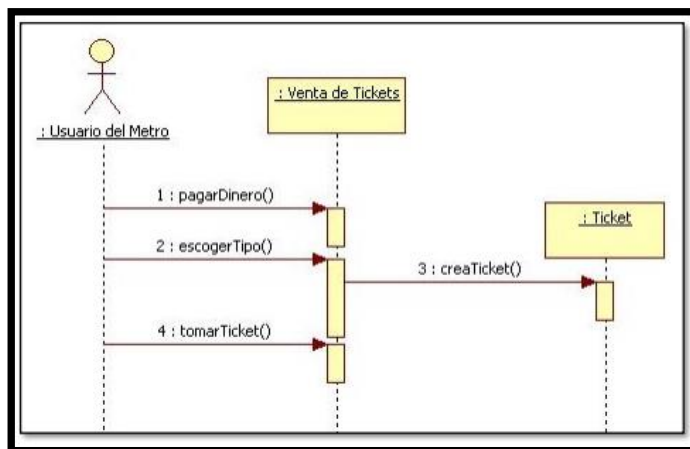 : Venta de Tickets
: Usuario del Metro
1 : pagarDinero()
: Ticket
2 : escogerTipo()
3 : creaTicket()
4 : tomarTicket()